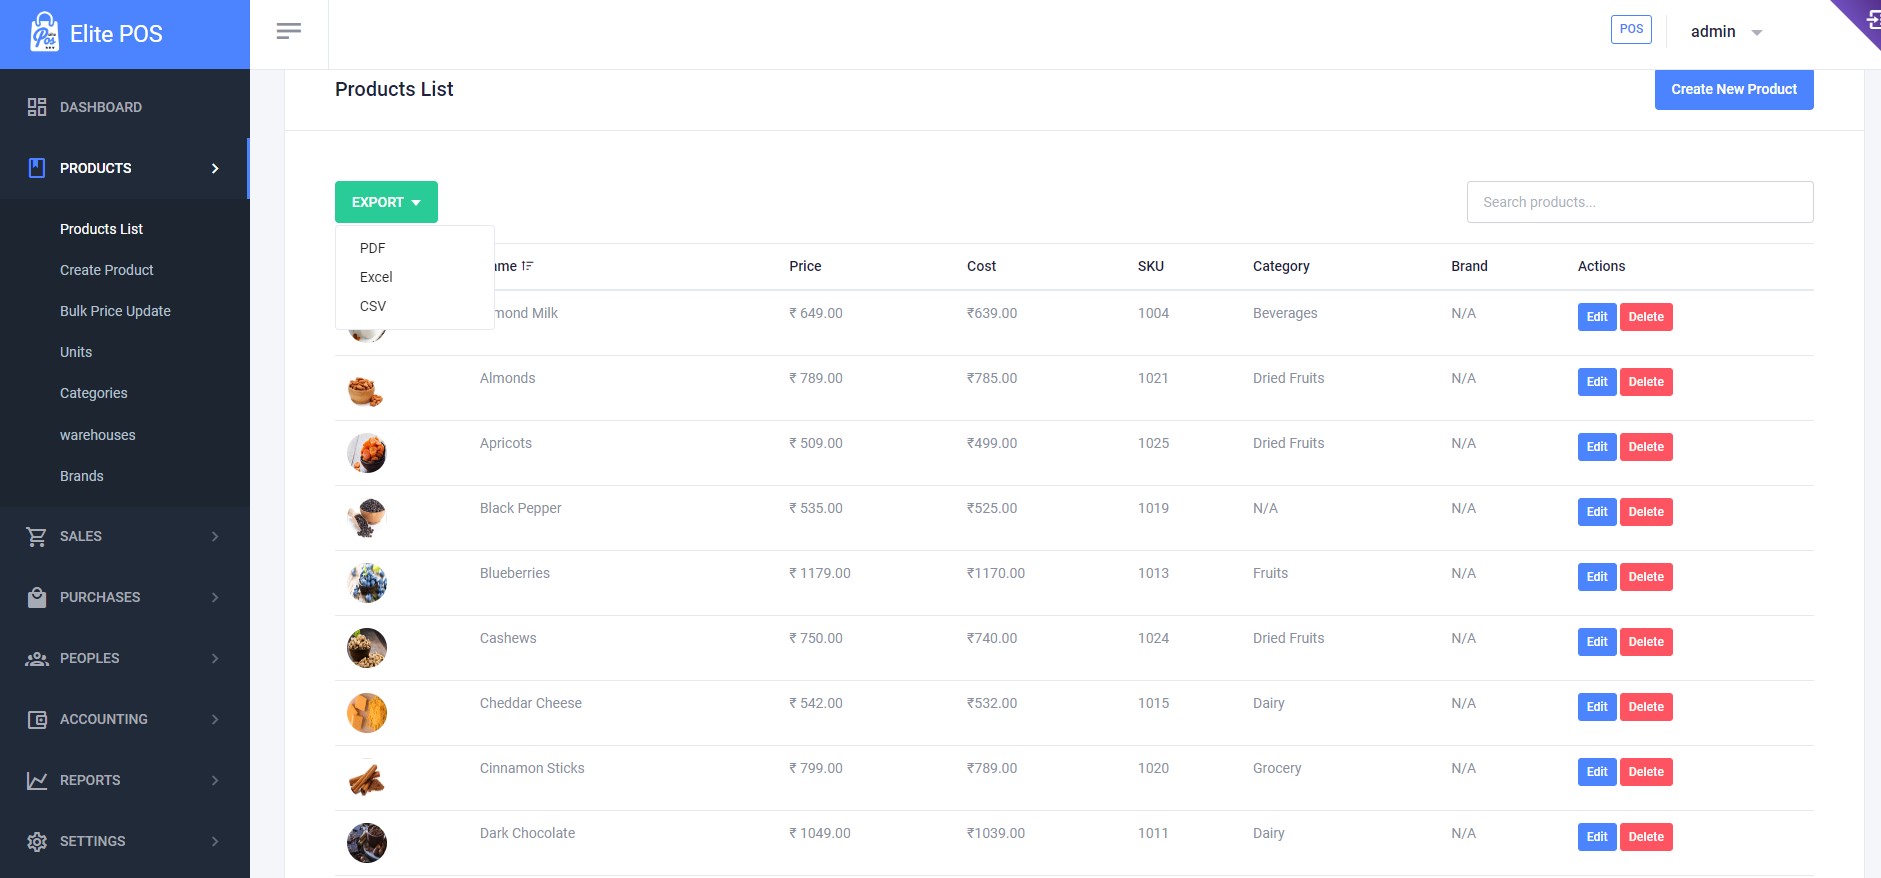 Elite POS
POS
admin
DASHBOARD
PRODUCTS
Products List
Create Product
Bulk Price Update
Units
Categories
warehouses
Brands
SALES
PURCHASES
PEOPLES
ACCOUNTING
REPORTS
SETTINGS
Products List
Create New Product
EXPORT
Search products...
PDF
Excel
CSV
ame Price Cost SKU Category Brand Actions
mond Milk ₹ 649.00 ₹639.00 1004 Beverages N/A Edit Delete
Almonds ₹ 789.00 ₹785.00 1021 Dried Fruits N/A Edit Delete
Apricots ₹ 509.00 ₹499.00 1025 Dried Fruits N/A Edit Delete
Black Pepper ₹ 535.00 ₹525.00 1019 N/A N/A Edit Delete
Blueberries ₹ 1179.00 ₹1170.00 1013 Fruits N/A Edit Delete
Cashews ₹ 750.00 ₹740.00 1024 Dried Fruits N/A Edit Delete
Cheddar Cheese ₹ 542.00 ₹532.00 1015 Dairy N/A Edit Delete
Cinnamon Sticks ₹ 799.00 ₹789.00 1020 Grocery N/A Edit Delete
Dark Chocolate ₹ 1049.00 ₹1039.00 1011 Dairy N/A Edit Delete